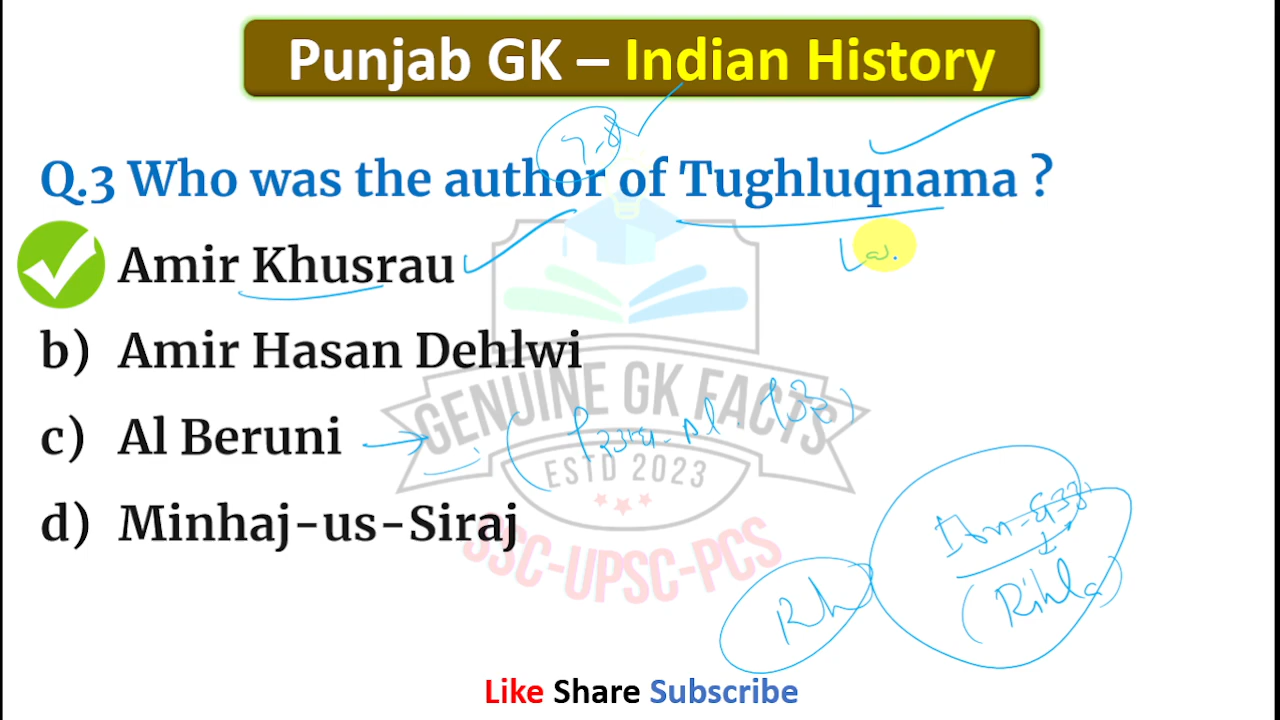 Punjab GK – Indian History
Q.3 Who was the author of Tughluqnama ?
Amir Khusrau
b) Amir Hasan Dehlwi
c) Al Beruni
d) Minhaj-us-Siraj
GENUINE GK FACTS
ESTD 2023
SSC-UPSC-PCS
(Rihla)
Like Share Subscribe